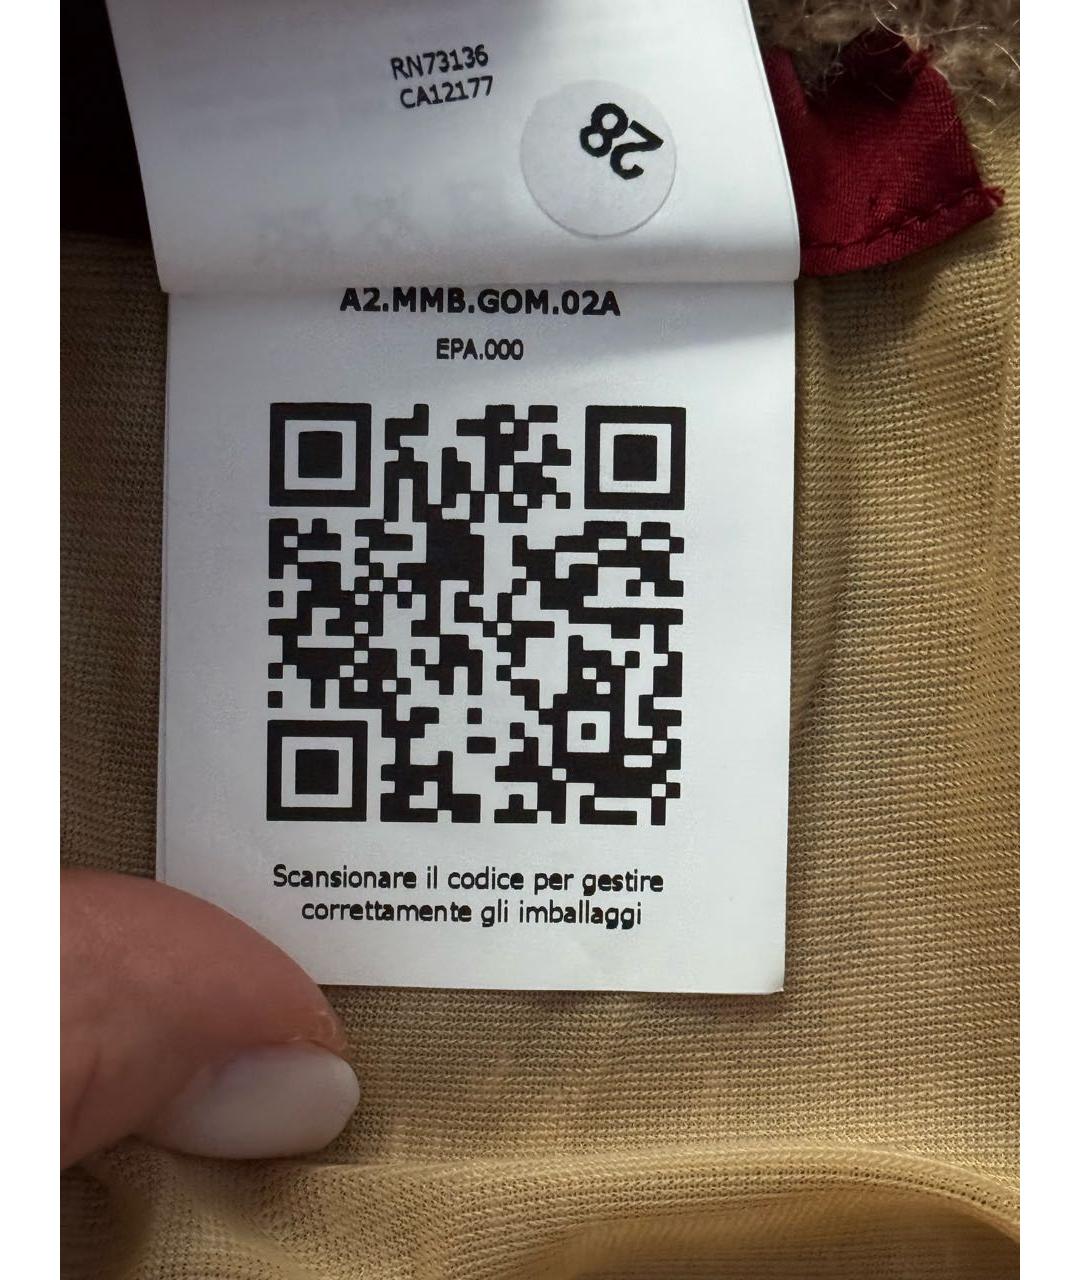 RN73136
CA12177
28
A2.MMB.GOM.02A
EPA.000
Scansionare il codice per gestire
correttamente gli imballaggi